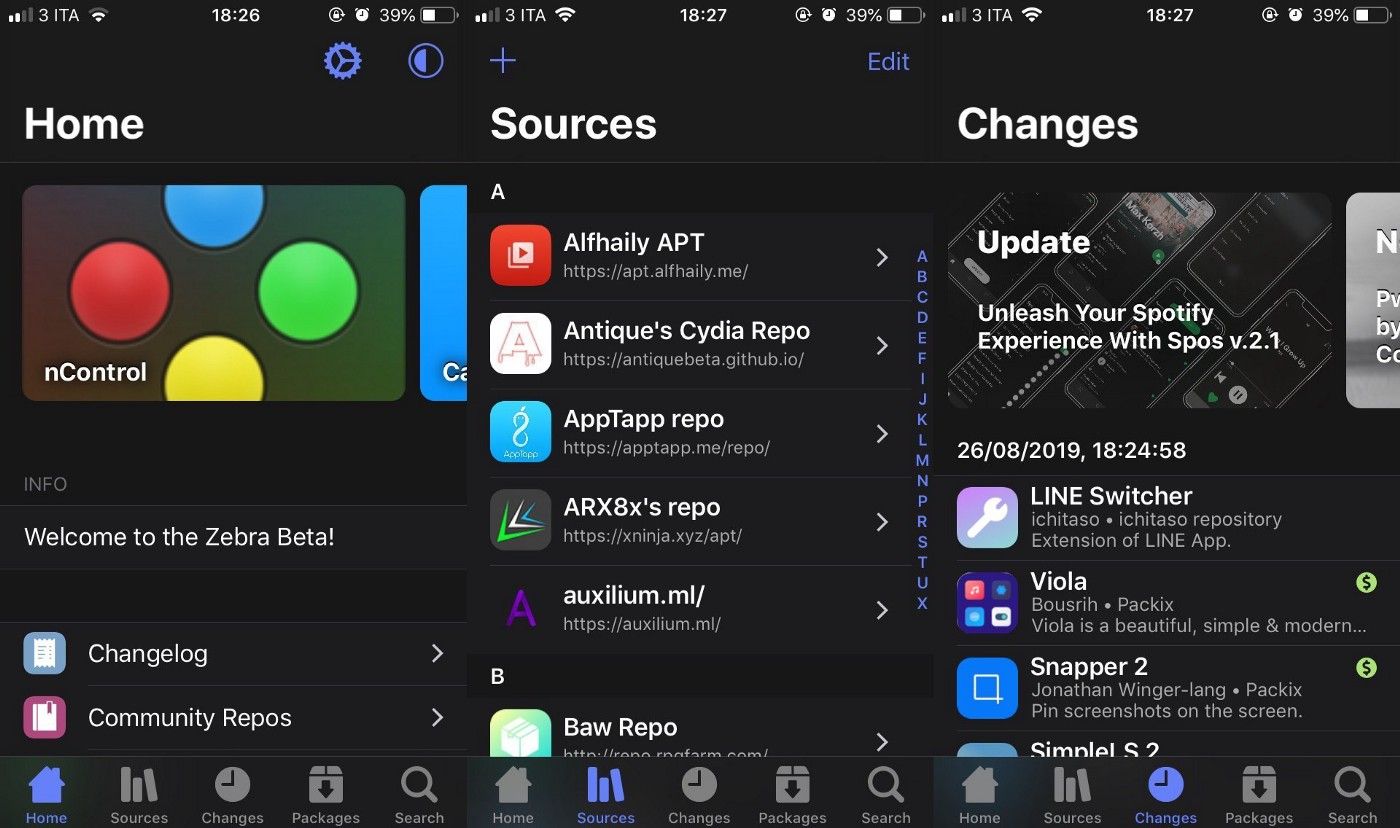 3 ITA 18:26 39%
Home
nControl
Ca
INFO
Welcome to the Zebra Beta!
Changelog
Community Repos
Home Sources Changes Packages Search
3 ITA 18:27 39%
Edit
Sources
A
Alfhaily APT
https://apt.alfhaily.me/
Antique's Cydia Repo
https://antiquebeta.github.io/
AppTapp
AppTapp repo
https://apptapp.me/repo/
ARX8x's repo
https://xninja.xyz/apt/
auxilium.ml/
https://auxilium.ml/
B
Baw Repo
http://repo.rpgfarm.com/
A
B
C
D
E
F
I
J
K
L
M
N
P
R
S
T
U
X
Home Sources Changes Packages Search
3 ITA 18:27 39%
Changes
Update
Unleash Your Spotify
Experience With Spos v.2.1
N
Pw
by
Co
26/08/2019, 18:24:58
LINE Switcher
ichitaso • ichitaso repository
Extension of LINE App.
Viola
$
Bousrih • Packix
Viola is a beautiful, simple & modern...
Snapper 2
$
Jonathan Winger-lang • Packix
Pin screenshots on the screen.
SimpleLS 2
Home Sources Changes Packages Search